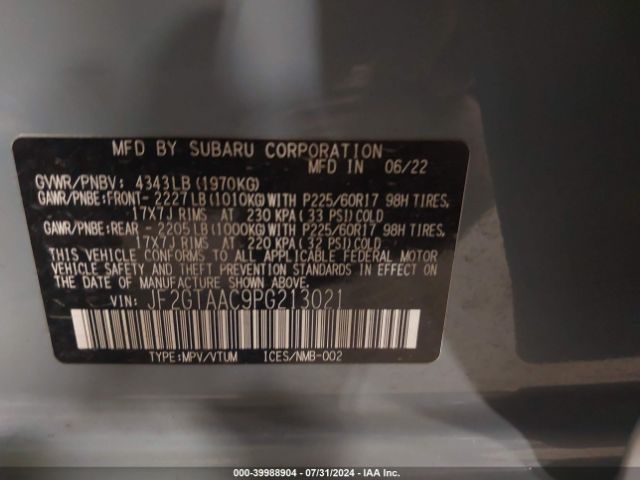 MFD BY SUBARU CORPORATION
MFD IN 06/22
GVWR/PNBV: 4343LB(1970KG)
GAWR/PNBE:FRONT- 2227LB(1010KG)WITH P225/60R17 98H TIRES,
17X7J RIMS AT 230 KPA(33 PSI)COLD
GAWR/PNBE:REAR - 2205LB(1000KG)WITH P225/60R17 98H TIRES,
17X7J RIMS AT 220 KPA(32 PSI)COLD
THIS VEHICLE CONFORMS TO ALL APPLICABLE FEDERAL MOTOR
VEHICLE SAFETY AND BUMPER STANDARDS IN EFFECT ON
THE DATE OF MANUFACTURE SHOWN ABOVE.
VIN: JF2GTAAC9PG213021
TYPE:MPV/VTUM ICES/NMB-002
000-39988904 | 07/31/2024 | IAA Inc.